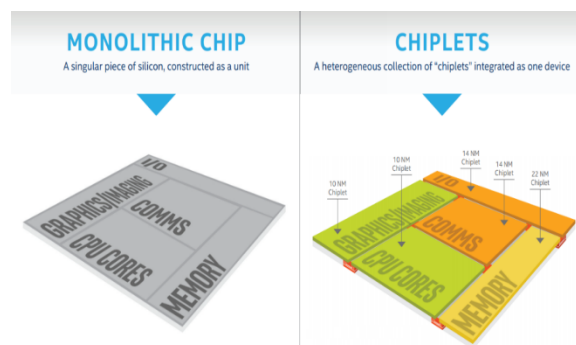 MONOLITHIC CHIP
A singular piece of silicon, constructed as a unit
I/O
GRAPHICS/IMAGING
COMMS
CPU CORES
MEMORY
CHIPLETS
A heterogeneous collection of "chiplets" integrated as one device
14 NM
Chiplet
10 NM
Chiplet
14 NM
Chiplet
10 NM
Chiplet
22 NM
Chiplet
I/O
GRAPHICS/IMAGING
COMMS
CPU CORES
MEMORY